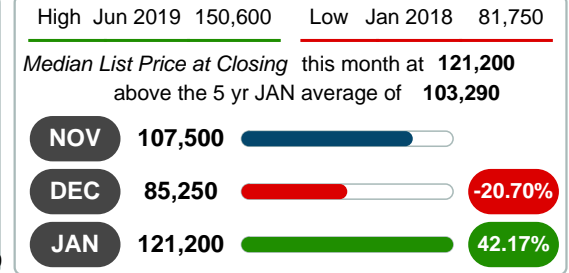 High Jun 2019 150,600 Low Jan 2018 81,750
Median List Price at Closing this month at 121,200
above the 5 yr JAN average of 103,290
NOV 107,500
DEC 85,250 -20.70%
JAN 121,200 42.17%